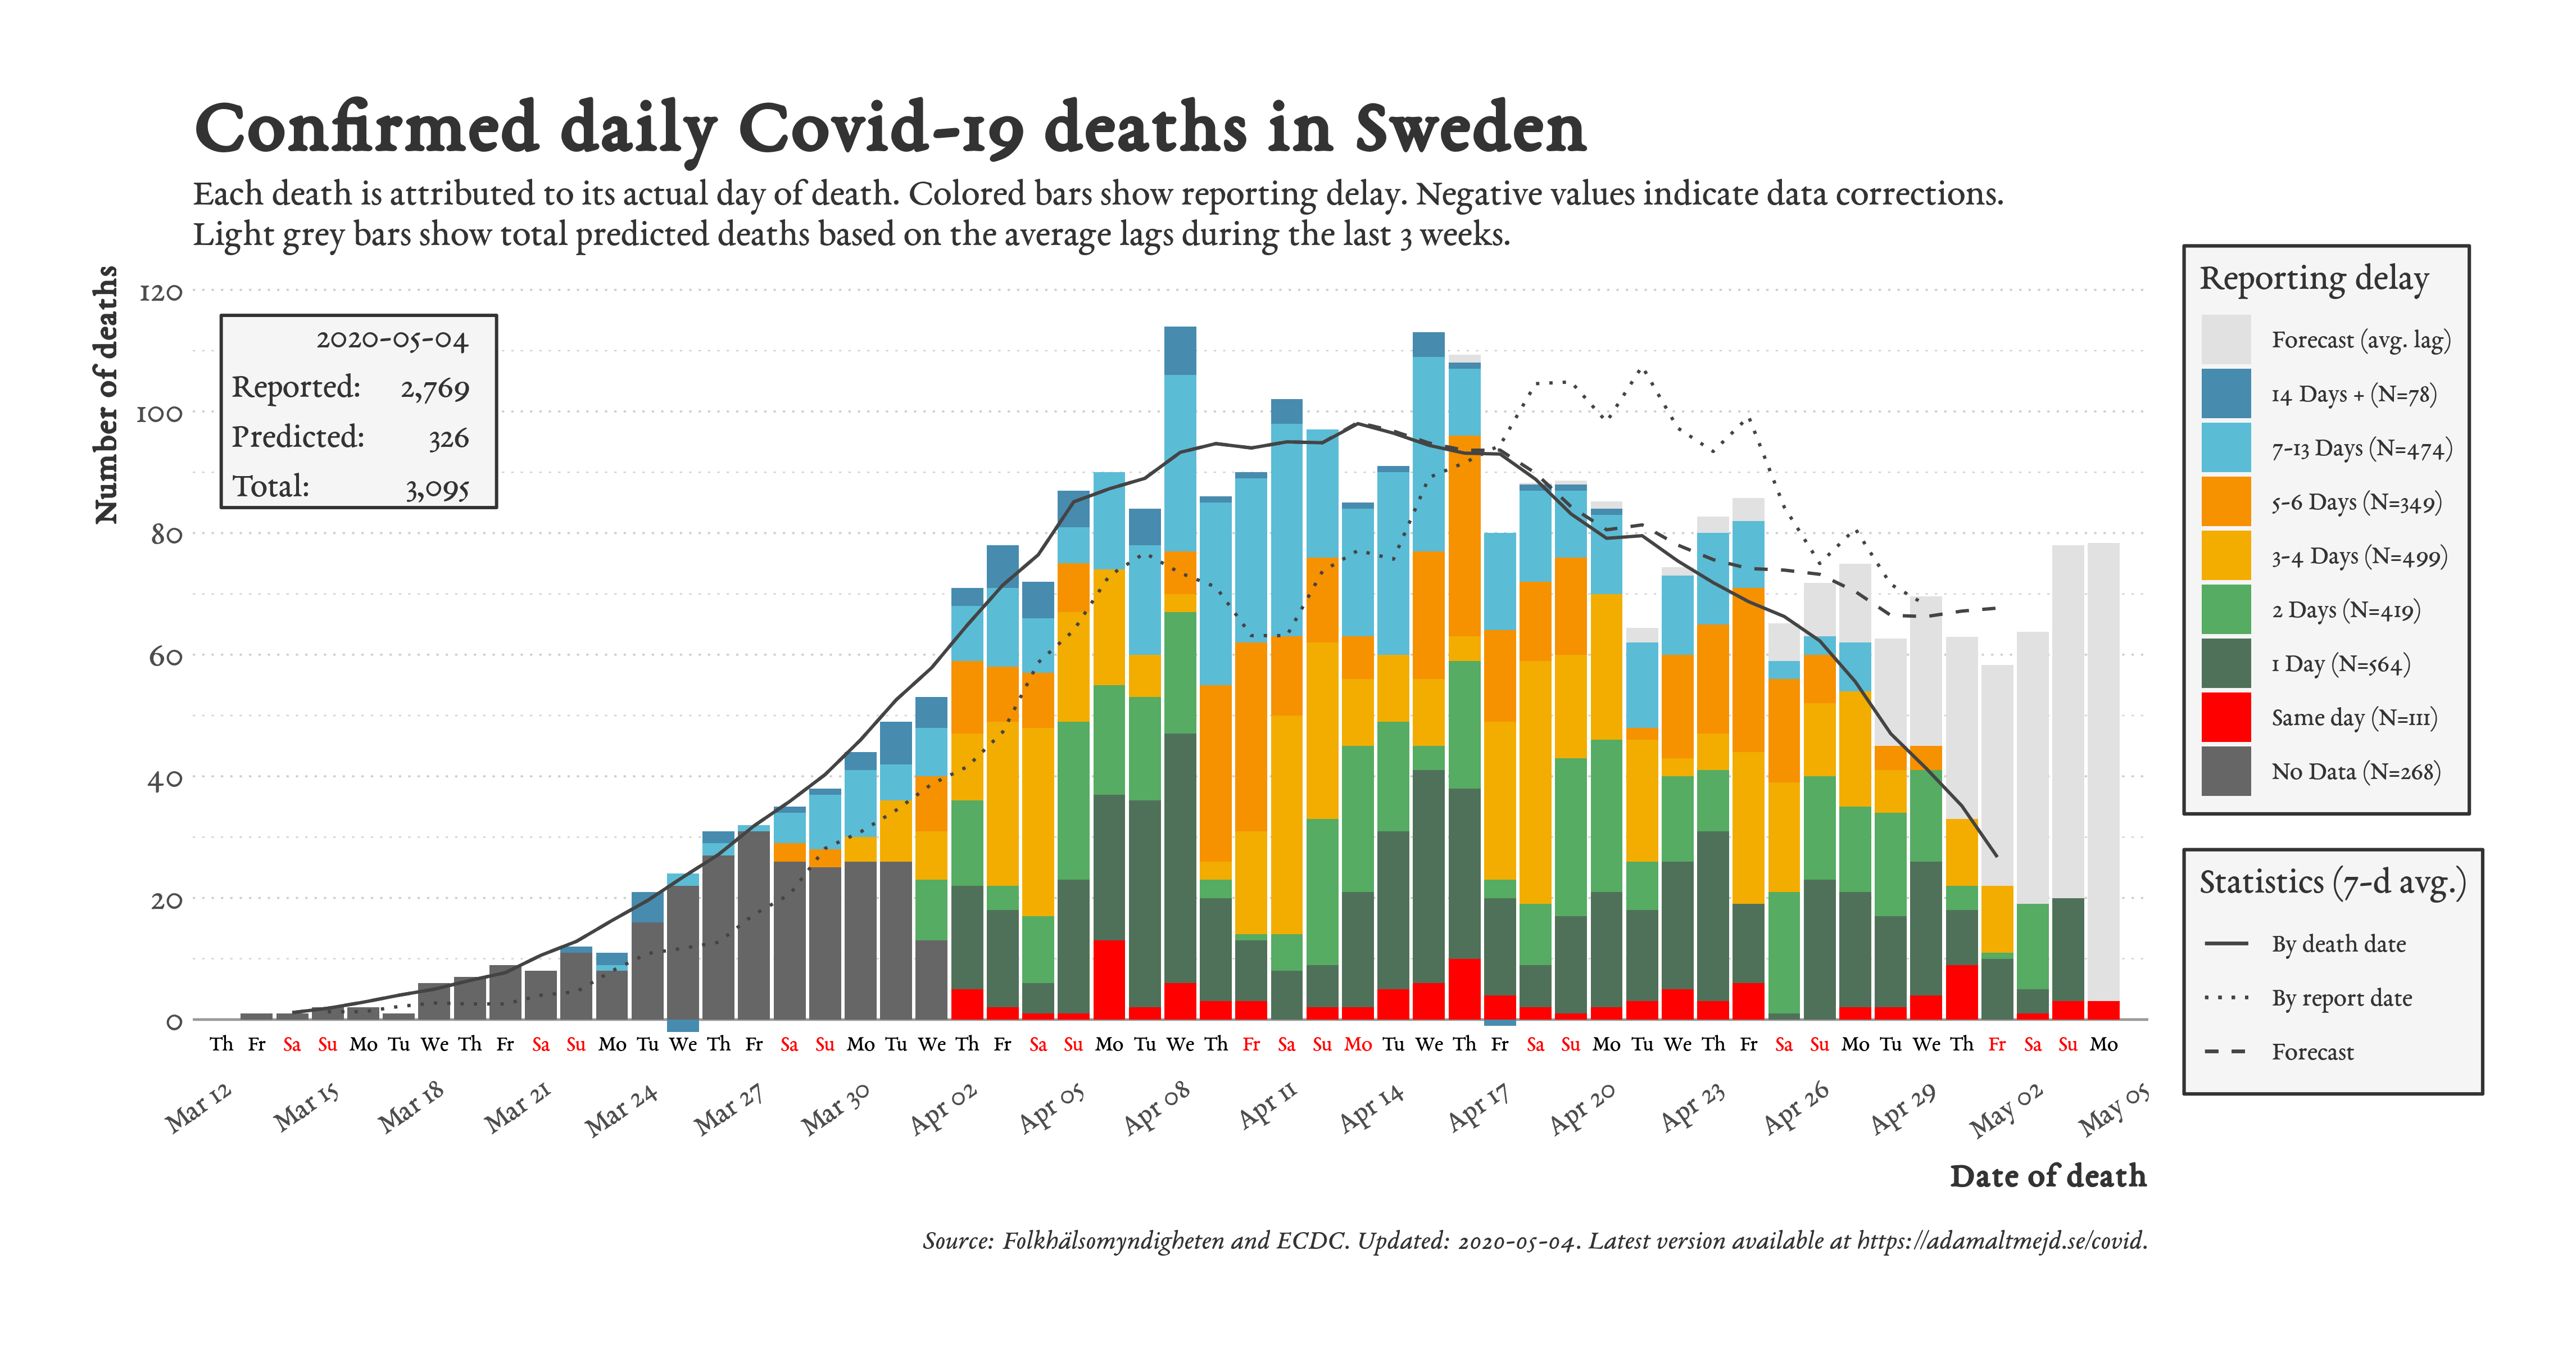 Confirmed daily Covid-19 deaths in Sweden
Each death is attributed to its actual day of death. Colored bars show reporting delay. Negative values indicate data corrections.
Light grey bars show total predicted deaths based on the average lags during the last 3 weeks.
Number of deaths
120
100
80
60
40
20
0
2020-05-04
Reported: 2,769
Predicted: 326
Total: 3,095
Th Fr Sa Su Mo Tu We Th Fr Sa Su Mo Tu We Th Fr Sa Su Mo Tu We Th Fr Sa Su Mo Tu We Th Fr Sa Su Mo Tu We Th Fr Sa Su Mo Tu We Th Fr Sa Su Mo Tu We Th Fr Sa Su Mo
Mar 12 Mar 15 Mar 18 Mar 21 Mar 24 Mar 27 Mar 30 Apr 02 Apr 05 Apr 08 Apr 11 Apr 14 Apr 17 Apr 20 Apr 23 Apr 26 Apr 29 May 02 May 05
Date of death
Reporting delay
Forecast (avg. lag)
14 Days + (N=78)
7-13 Days (N=474)
5-6 Days (N=349)
3-4 Days (N=499)
2 Days (N=419)
1 Day (N=564)
Same day (N=111)
No Data (N=268)
Statistics (7-d avg.)
By death date
By report date
Forecast
Source: Folkhälsomyndigheten and ECDC. Updated: 2020-05-04. Latest version available at https://adamaltmejd.se/covid.